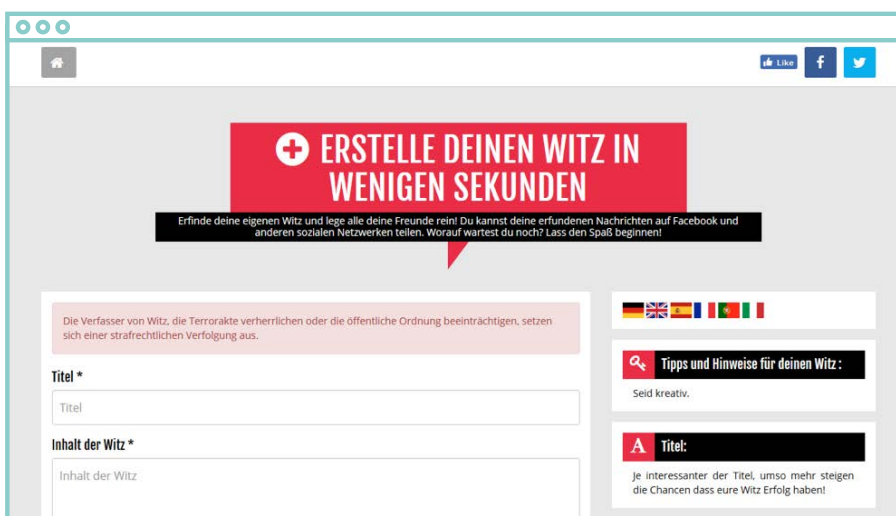 Like
f
ERSTELLE DEINEN WITZ IN
WENIGEN SEKUNDEN
Erfinde deine eigenen Witz und lege alle deine Freunde rein! Du kannst deine erfundenen Nachrichten auf Facebook und
anderen sozialen Netzwerken teilen. Worauf wartest du noch? Lass den Spaß beginnen!
Die Verfasser von Witz, die Terrorakte verherrlichen oder die öffentliche Ordnung beeinträchtigen, setzen
sich einer strafrechtlichen Verfolgung aus.
Titel *
Titel
Inhalt der Witz *
Inhalt der Witz
Tipps und Hinweise für deinen Witz :
Seid kreativ.
A Titel:
Je interessanter der Titel, umso mehr steigen
die Chancen dass eure Witz Erfolg haben!